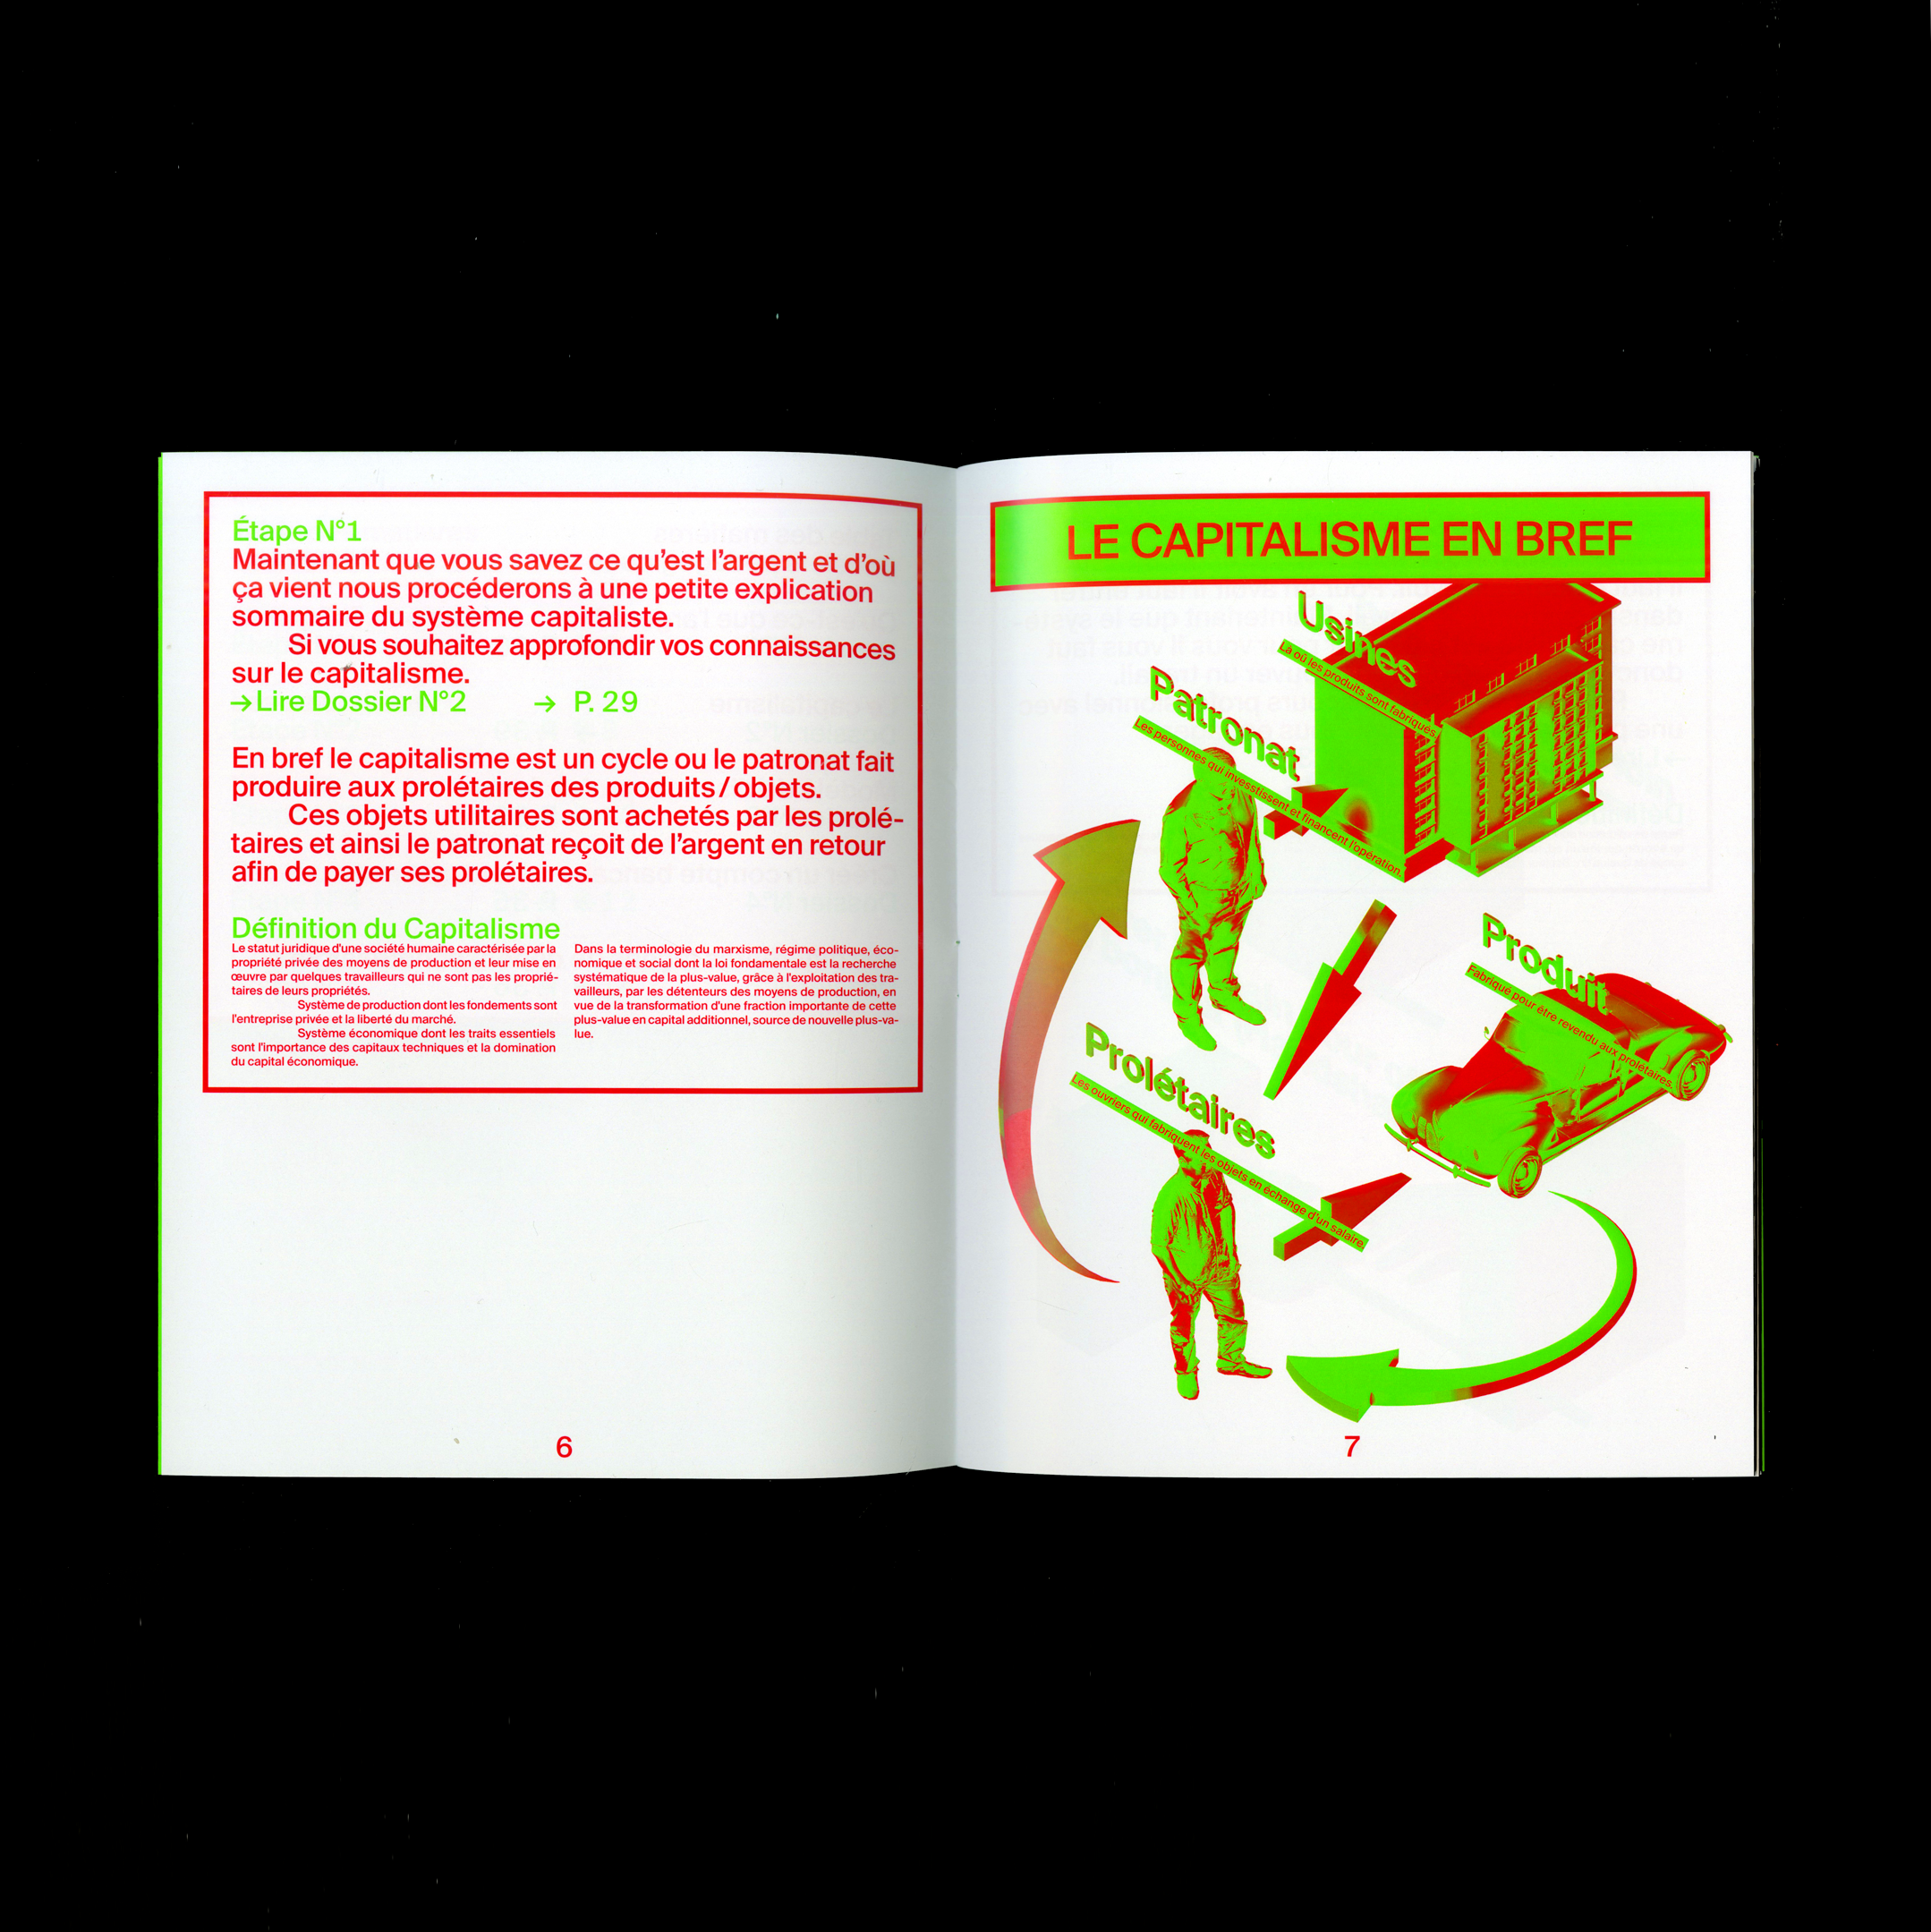 Étape N°1
Maintenant que vous savez ce qu'est l'argent et d'où
ça vient nous procéderons à une petite explication
sommaire du système capitaliste.
Si vous souhaitez approfondir vos connaissances
sur le capitalisme.
→Lire Dossier N°2 → P. 29
En bref le capitalisme est un cycle ou le patronat fait
produire aux prolétaires des produits/objets.
Ces objets utilitaires sont achetés par les prolé-
taires et ainsi le patronat reçoit de l'argent en retour
afin de payer ses prolétaires.
Définition du Capitalisme
Le statut juridique d'une société humaine caractérisée par la
propriété privée des moyens de production et leur mise en
œuvre par quelques travailleurs qui ne sont pas les proprié-
taires de leurs propriétés.
Système de production dont les fondements sont
l'entreprise privée et la liberté du marché.
Système économique dont les traits essentiels
sont l'importance des capitaux techniques et la domination
du capital économique.
Dans la terminologie du marxisme, régime politique, éco-
nomique et social dont la loi fondamentale est la recherche
systématique de la plus-value, grâce à l'exploitation des tra-
vailleurs, par les détenteurs des moyens de production, en
vue de la transformation d'une fraction importante de cette
plus-value en capital additionnel, source de nouvelle plus-va-
lue.
6
LE CAPITALISME EN BREF
Usines
Là où les produits sont fabriqués.
Patronat
Les personnes qui invesstissent et financent l'opération.
Produit
Fabriqué pour être revendu aux prolétaires.
Prolétaires
Les ouvriers qui fabriquent les objets en échange d'un salaire.
7